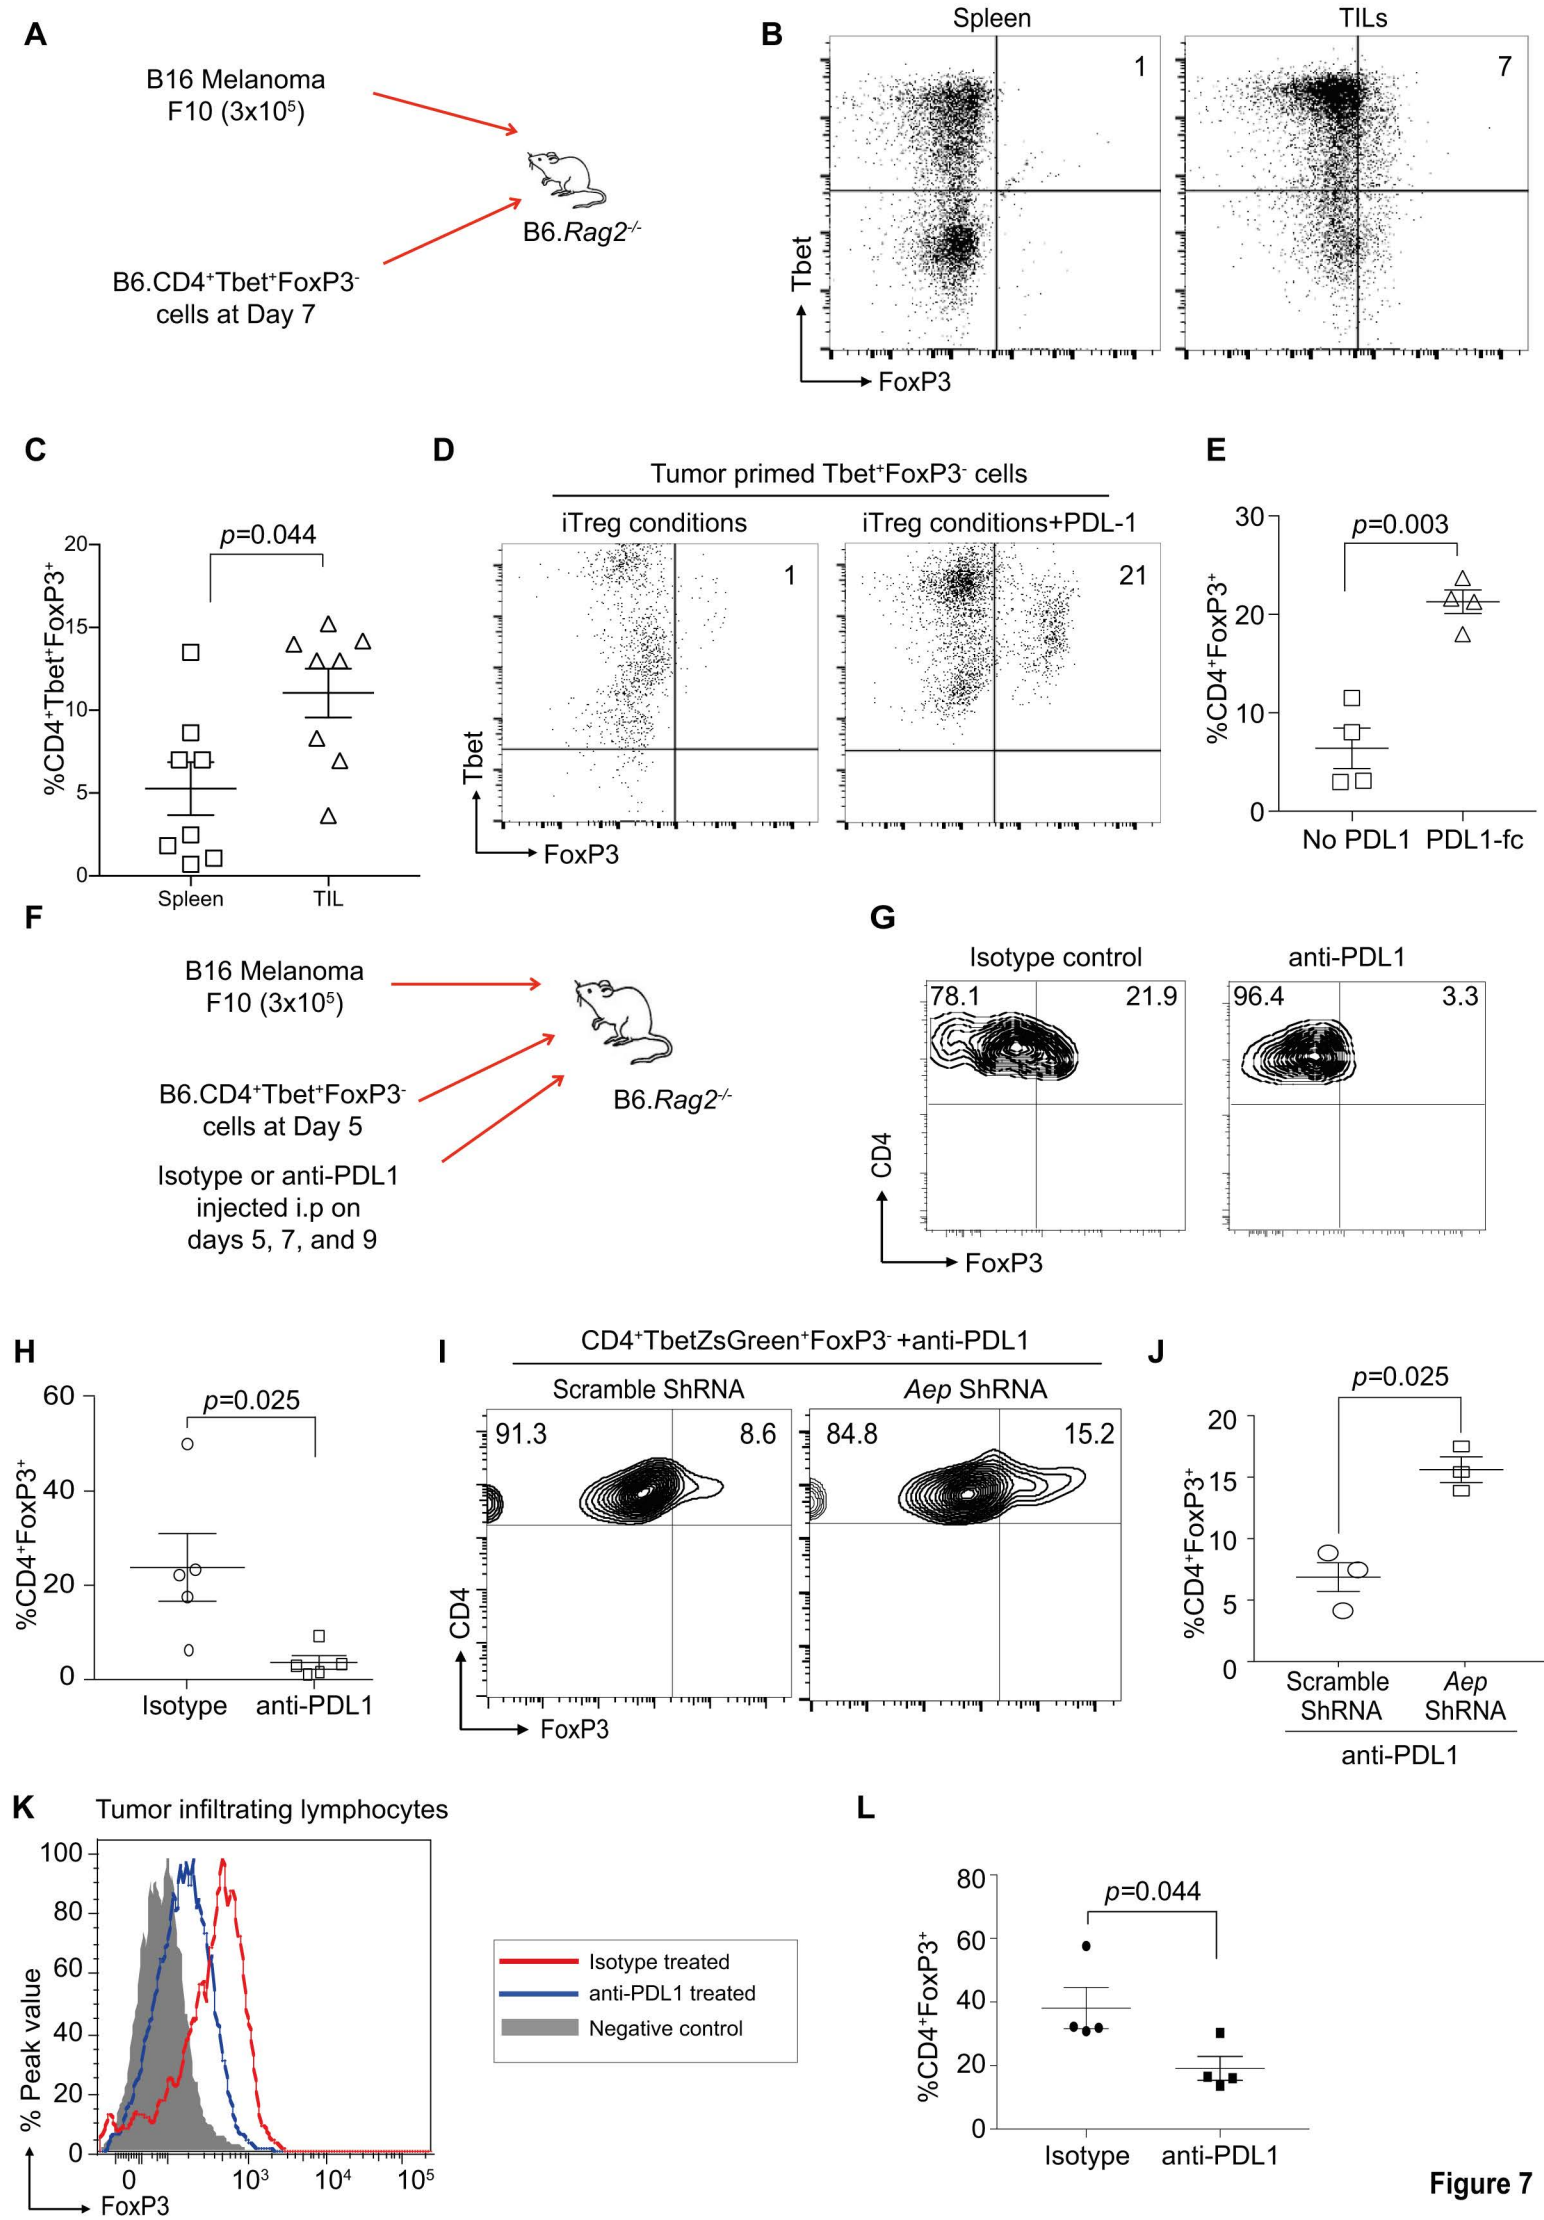 A
B16 Melanoma
F10 (3x10⁵)
B6.Rag2-/-
B6.CD4⁺Tbet⁺FoxP3⁻
cells at Day 7
B
Spleen
TILs
1
7
Tbet
FoxP3
C
p=0.044
%CD4⁺Tbet⁺FoxP3⁺
20
15
10
5
0
Spleen
TIL
D
Tumor primed Tbet⁺FoxP3⁻ cells
iTreg conditions
iTreg conditions+PDL-1
1
21
Tbet
FoxP3
E
p=0.003
%CD4⁺FoxP3⁺
30
20
10
0
No PDL1
PDL1-fc
F
B16 Melanoma
F10 (3x10⁵)
B6.CD4⁺Tbet⁺FoxP3⁻
cells at Day 5
B6.Rag2-/-
Isotype or anti-PDL1
injected i.p on
days 5, 7, and 9
G
Isotype control
anti-PDL1
78.1
21.9
96.4
3.3
CD4
FoxP3
H
p=0.025
%CD4⁺FoxP3⁺
60
40
20
0
Isotype
anti-PDL1
I
CD4⁺TbetZsGreen⁺FoxP3⁻ +anti-PDL1
Scramble ShRNA
Aep ShRNA
91.3
8.6
84.8
15.2
CD4
FoxP3
J
p=0.025
%CD4⁺FoxP3⁺
20
15
10
5
0
Scramble
ShRNA
Aep
ShRNA
anti-PDL1
K
Tumor infiltrating lymphocytes
% Peak value
100
80
60
40
20
0
0
10³
10⁴
10⁵
FoxP3
Isotype treated
anti-PDL1 treated
Negative control
L
p=0.044
%CD4⁺FoxP3⁺
80
60
40
20
0
Isotype
anti-PDL1
Figure 7